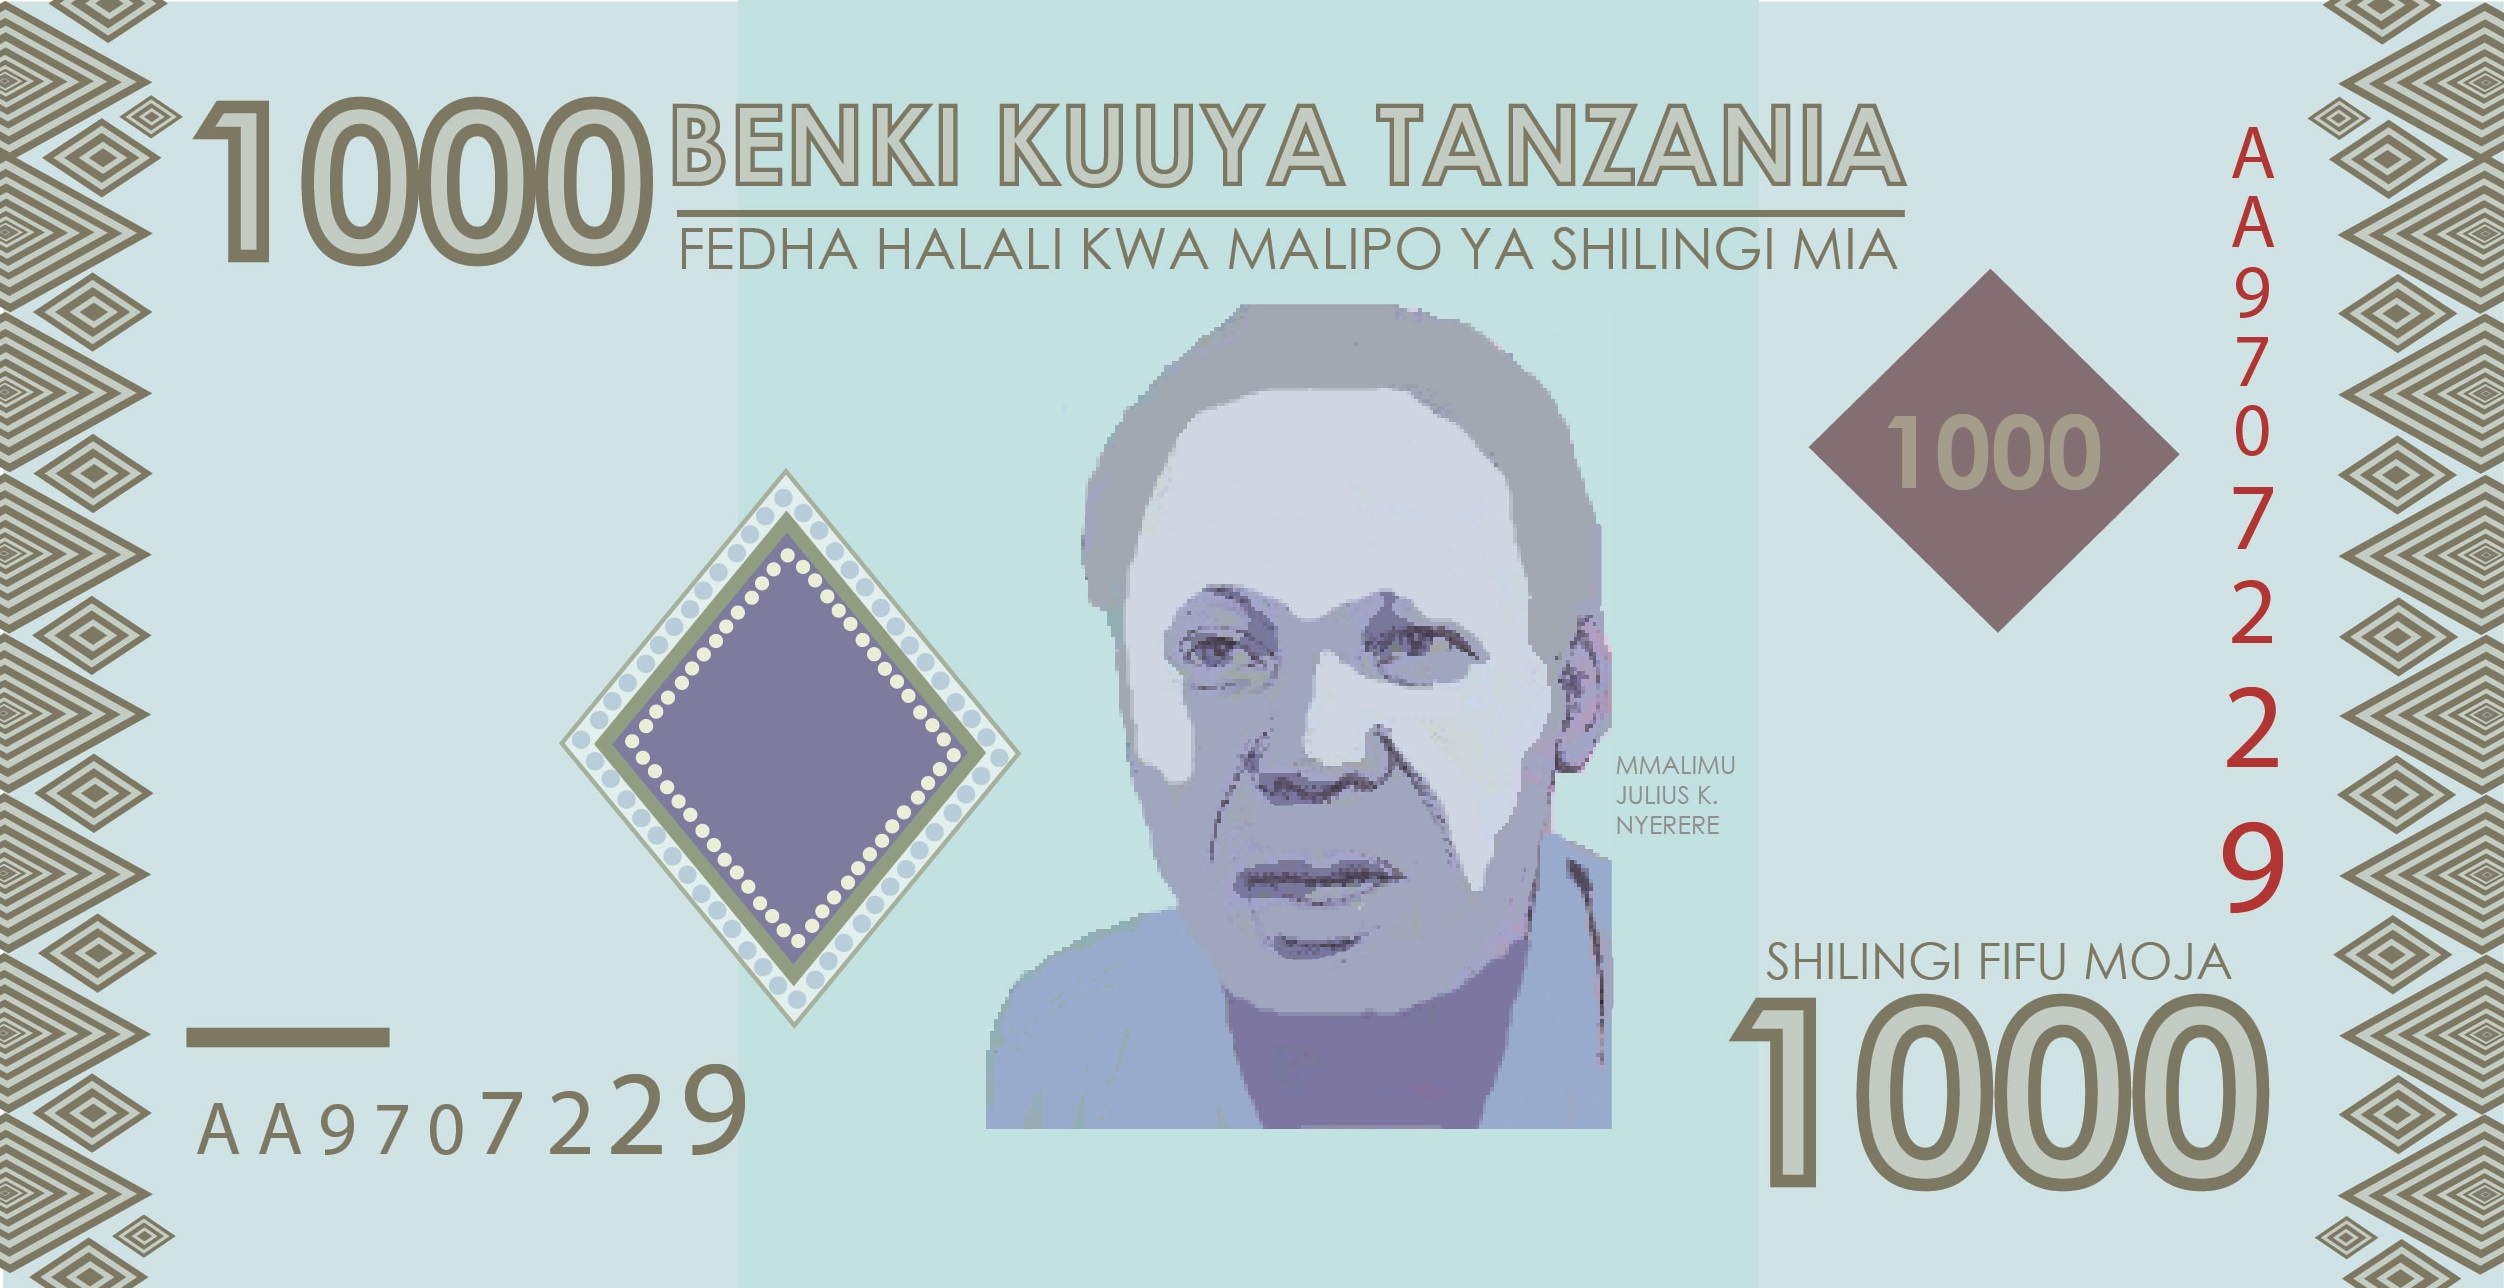 1000
BENKI KUUYA TANZANIA
FEDHA HALALI KWA MALIPO YA SHILINGI MIA
1000
AA9707229
MMALIMU
JULIUS K.
NYERERE
SHILINGI FIFU MOJA
1000
AA9707229